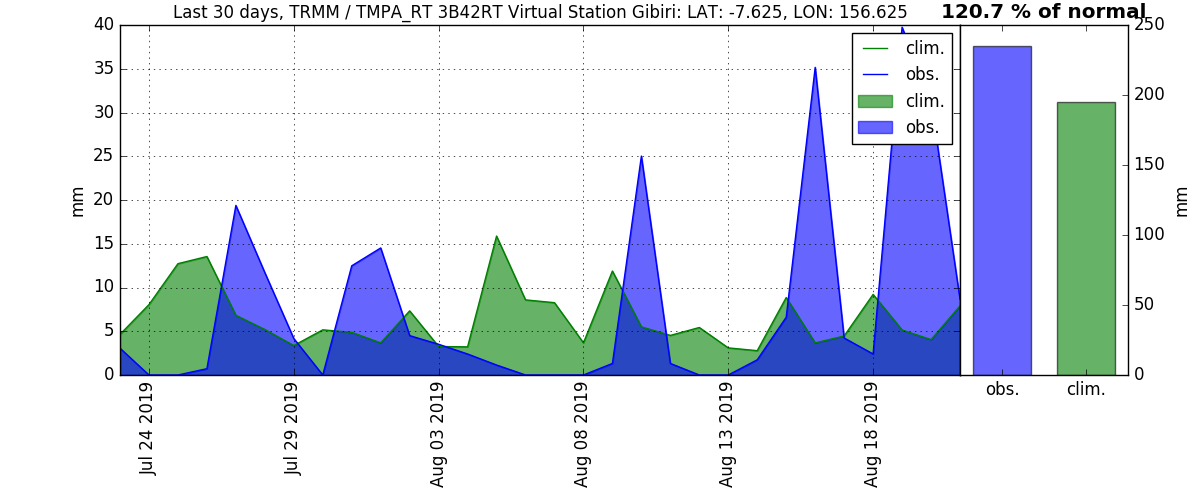 Last 30 days, TRMM / TMPA_RT 3B42RT Virtual Station Gibiri: LAT: -7.625, LON: 156.625
120.7 % of normal
40
35
30
25
20
15
10
5
0
mm
clim.
obs.
clim.
obs.
250
200
150
100
50
0
mm
Jul 24 2019
Jul 29 2019
Aug 03 2019
Aug 08 2019
Aug 13 2019
Aug 18 2019
obs.
clim.